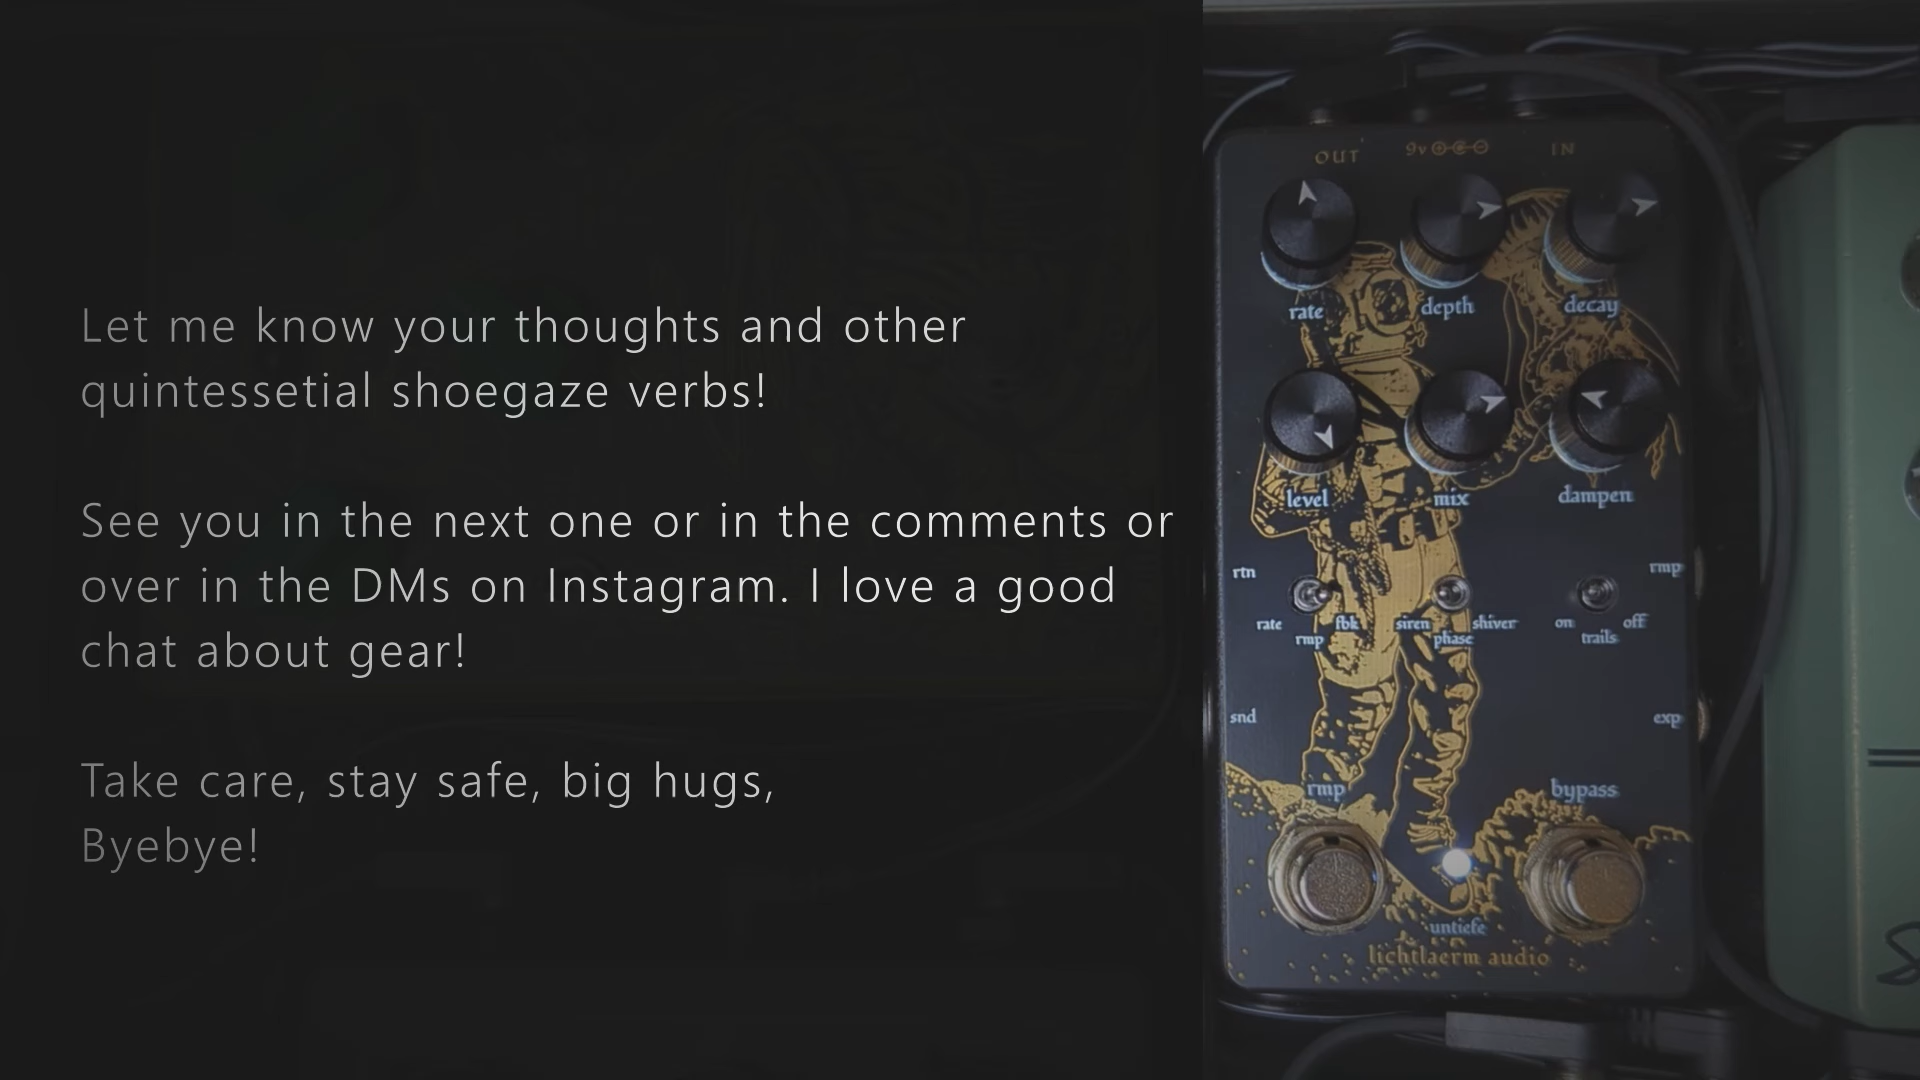 Let me know your thoughts and other
quintessetial shoegaze verbs!
See you in the next one or in the comments or
over in the DMs on Instagram. I love a good
chat about gear!
Take care, stay safe, big hugs,
Byebye!
OUT 9v IN
rate depth decay
level mix dampen
rtn rmp
rate rmp fbk siren phase shiver on trails off
snd exp
rmp bypass
untiefe
lichtlaerm audio
S